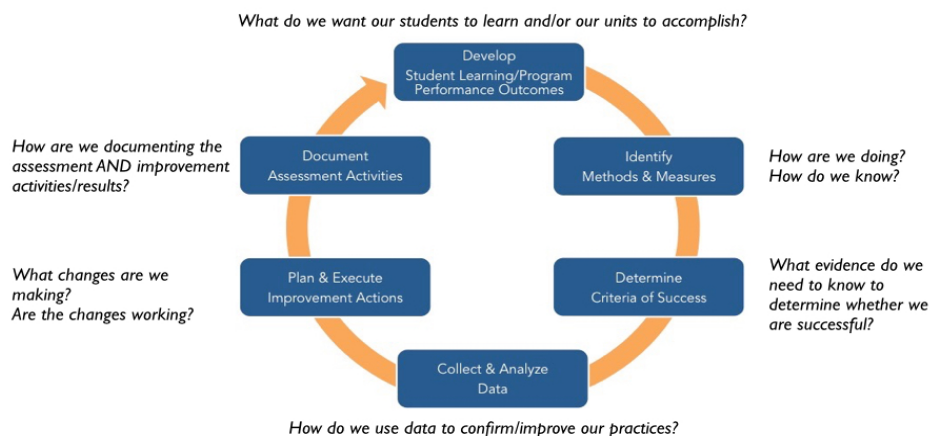 What do we want our students to learn and/or our units to accomplish?
Develop
Student Learning/Program
Performance Outcomes
Identify
Methods & Measures
How are we doing?
How do we know?
Determine
Criteria of Success
What evidence do we
need to know to
determine whether we
are successful?
Collect & Analyze
Data
How do we use data to confirm/improve our practices?
Plan & Execute
Improvement Actions
What changes are we
making?
Are the changes working?
Document
Assessment Activities
How are we documenting the
assessment AND improvement
activities/results?